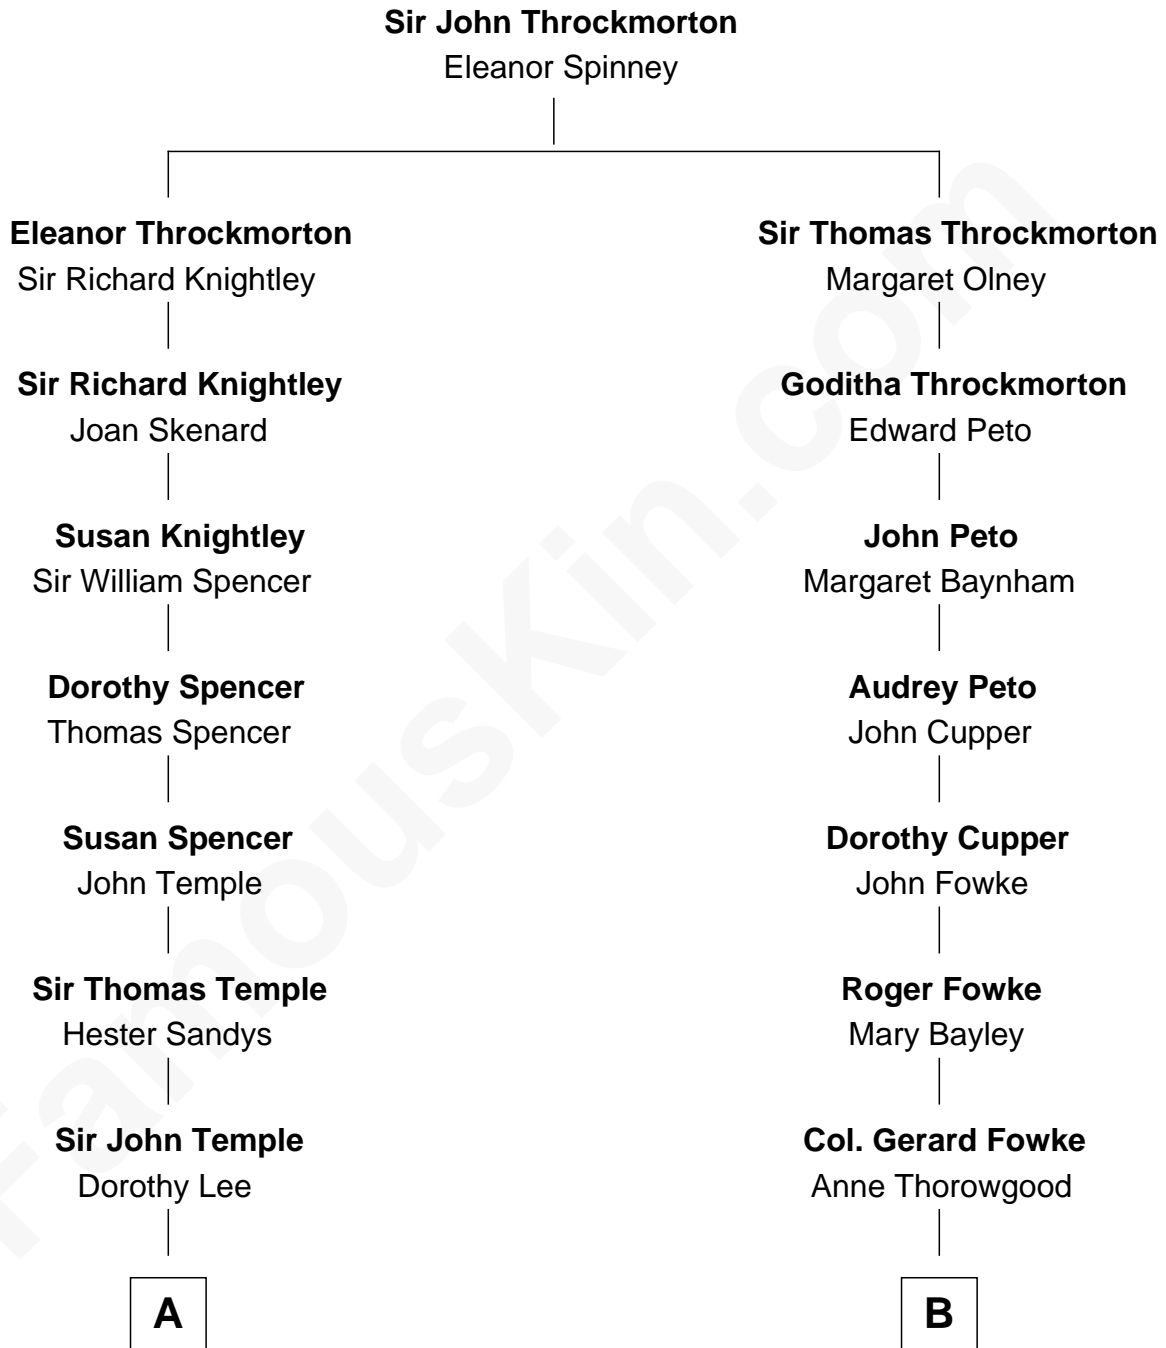 Sir John Throckmorton
Eleanor Spinney
Eleanor Throckmorton
Sir Richard Knightley
Sir Richard Knightley
Joan Skenard
Susan Knightley
Sir William Spencer
Dorothy Spencer
Thomas Spencer
Susan Spencer
John Temple
Sir Thomas Temple
Hester Sandys
Sir John Temple
Dorothy Lee
A
Sir Thomas Throckmorton
Margaret Olney
Goditha Throckmorton
Edward Peto
John Peto
Margaret Baynham
Audrey Peto
John Cupper
Dorothy Cupper
John Fowke
Roger Fowke
Mary Bayley
Col. Gerard Fowke
Anne Thorowgood
B
FamousKin.com